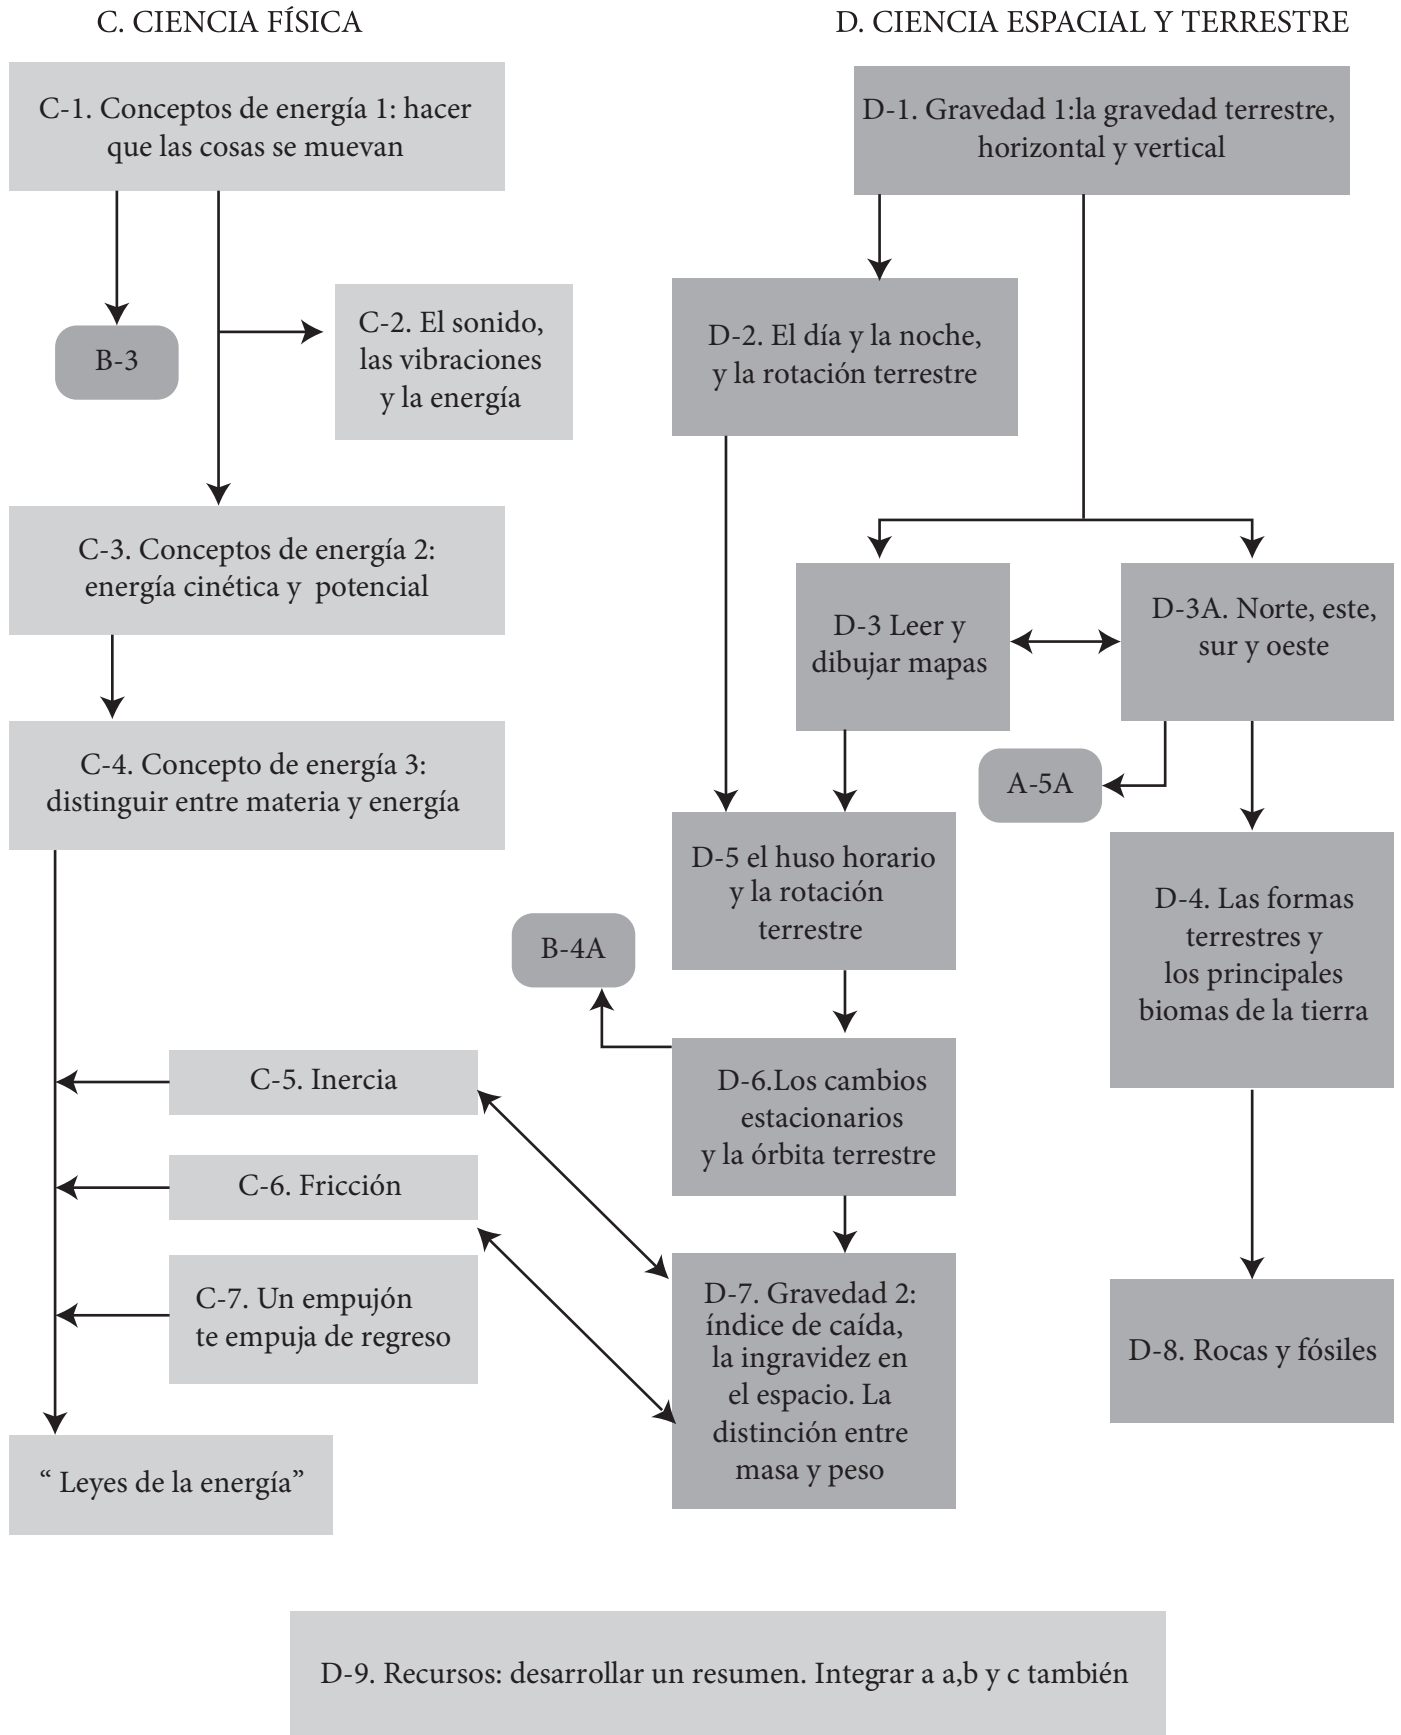 C. CIENCIA FÍSICA
C-1. Conceptos de energía 1: hacer
que las cosas se muevan
B-3
C-2. El sonido,
las vibraciones
y la energía
C-3. Conceptos de energía 2:
energía cinética y potencial
C-4. Concepto de energía 3:
distinguir entre materia y energía
C-5. Inercia
C-6. Fricción
C-7. Un empujón
te empuja de regreso
“ Leyes de la energía”
D. CIENCIA ESPACIAL Y TERRESTRE
D-1. Gravedad 1:la gravedad terrestre,
horizontal y vertical
D-2. El día y la noche,
y la rotación terrestre
D-3 Leer y
dibujar mapas
D-3A. Norte, este,
sur y oeste
A-5A
D-5 el huso horario
y la rotación
terrestre
D-4. Las formas
terrestres y
los principales
biomas de la tierra
B-4A
D-6.Los cambios
estacionarios
y la órbita terrestre
D-7. Gravedad 2:
índice de caída,
la ingravidez en
el espacio. La
distinción entre
masa y peso
D-8. Rocas y fósiles
D-9. Recursos: desarrollar un resumen. Integrar a a,b y c también